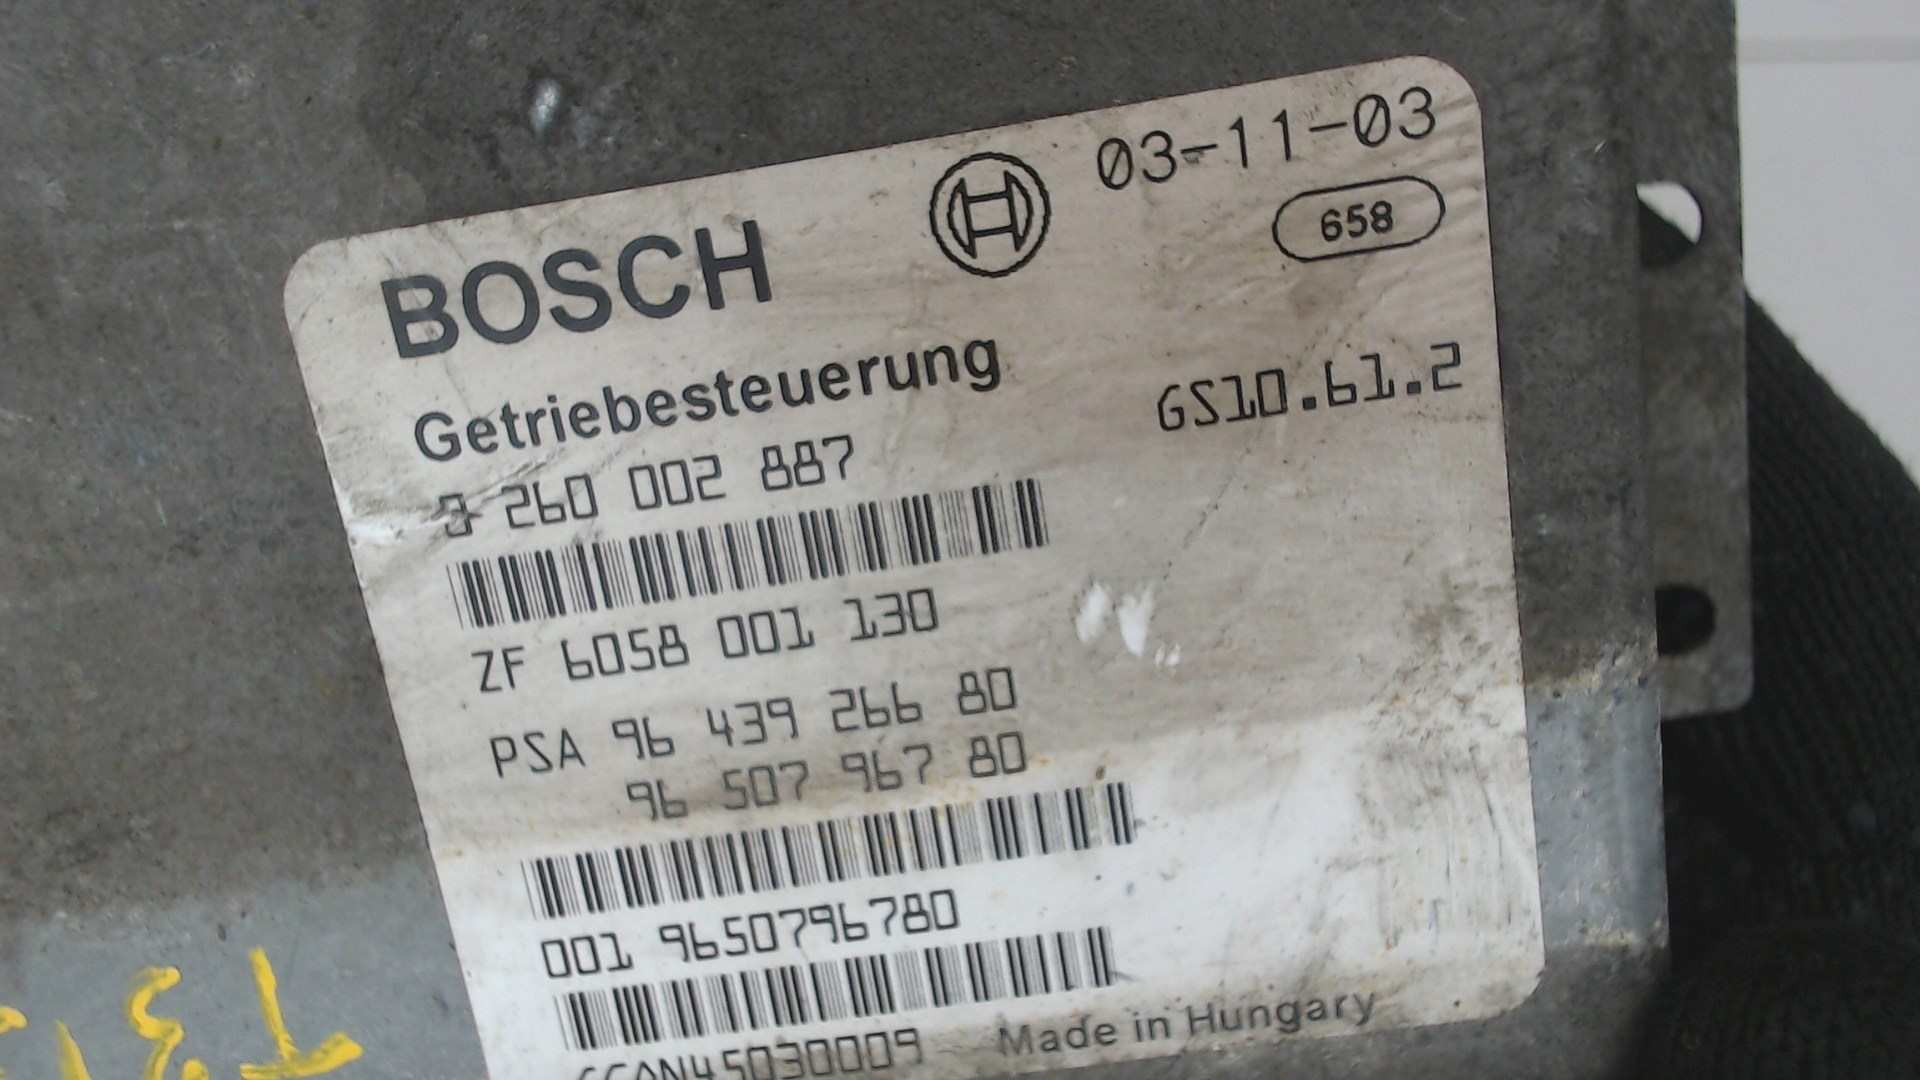 03-11-03
BOSCH
658
Getriebesteuerung
GS10.61.2
0 260 002 887
ZF 6058 001 130
PSA 96 439 266 80
96 507 967 80
001 9650796780
Made in Hungary